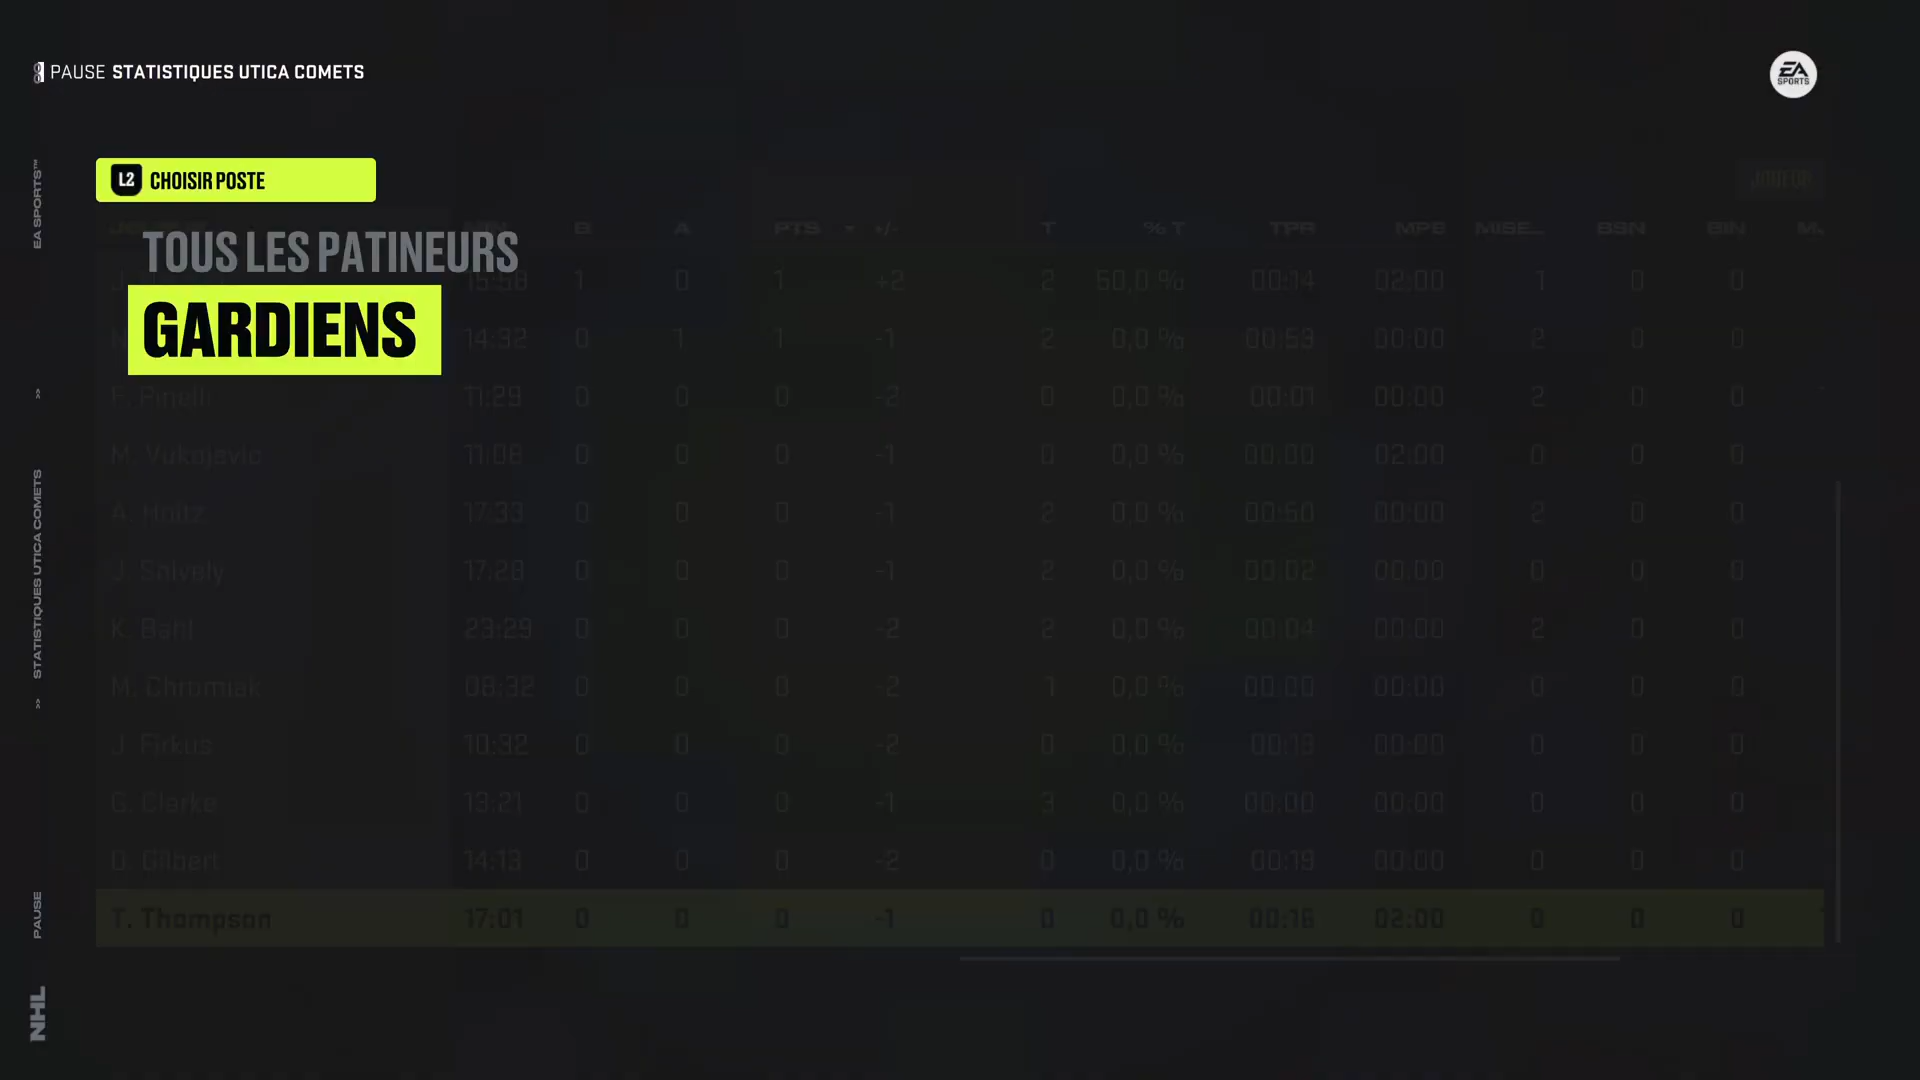 PAUSE STATISTIQUES UTICA COMETS
EA SPORTS
L2 CHOISIR POSTE
JOUEUR
TOUS LES PATINEURS
GARDIENS
B A PTS +/- T % T TPR MPE MISE... BSN BIN
15:58 1 0 1 +2 2 50,0 % 00:14 02:00 1 0 0
14:32 0 1 1 -1 2 0,0 % 00:53 00:00 2 0 0
F. Pinelli 11:29 0 0 0 -2 0 0,0 % 00:01 00:00 2 0 0
M. Vukojevic 11:08 0 0 0 -1 0 0,0 % 00:00 02:00 0 0 0
A. Holtz 17:33 0 0 0 -1 2 0,0 % 00:50 00:00 2 0 0
J. Snively 17:28 0 0 0 -1 2 0,0 % 00:02 00:00 0 0 0
K. Bahl 23:29 0 0 0 -2 2 0,0 % 00:04 00:00 2 0 0
M. Chromiak 08:32 0 0 0 -2 1 0,0 % 00:00 00:00 0 0 0
J. Firkus 10:32 0 0 0 -2 0 0,0 % 00:13 00:00 0 0 0
G. Clarke 13:21 0 0 0 -1 3 0,0 % 00:00 00:00 0 0 0
D. Gilbert 14:13 0 0 0 -2 0 0,0 % 00:19 00:00 0 0 0
T. Thompson 17:01 0 0 0 -1 0 0,0 % 00:16 02:00 0 0 0
NHL PAUSE » STATISTIQUES UTICA COMETS » EA SPORTS™